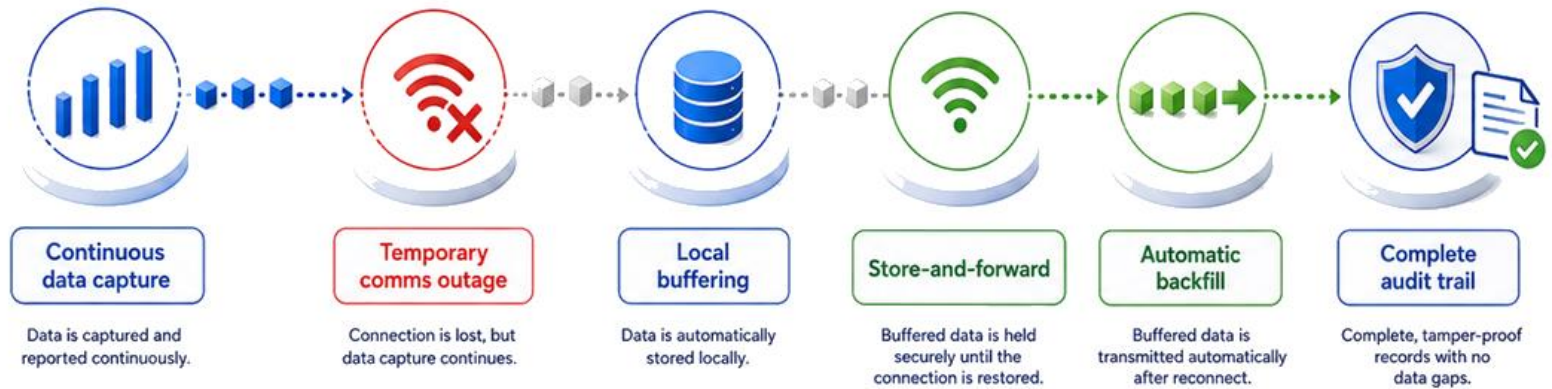 Continuous
data capture
Data is captured and
reported continuously.
Temporary
comms outage
Connection is lost, but
data capture continues.
Local
buffering
Data is automatically
stored locally.
Store-and-forward
Buffered data is held
securely until the
connection is restored.
Automatic
backfill
Buffered data is
transmitted automatically
after reconnect.
Complete
audit trail
Complete, tamper-proof
records with no
data gaps.